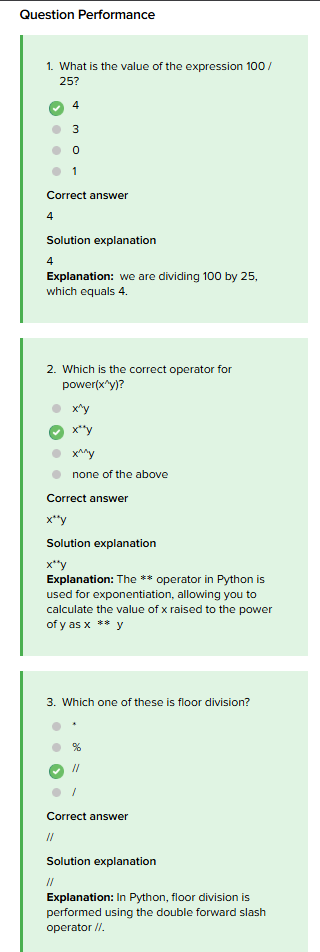 Question Performance
1. What is the value of the expression 100 /
25?
4
3
0
1
Correct answer
4
Solution explanation
4
Explanation: we are dividing 100 by 25,
which equals 4.
2. Which is the correct operator for
power(x^y)?
x^y
x**y
x^^y
none of the above
Correct answer
x**y
Solution explanation
x**y
Explanation: The ** operator in Python is
used for exponentiation, allowing you to
calculate the value of x raised to the power
of y as x ** y
3. Which one of these is floor division?
*
%
//
/
Correct answer
//
Solution explanation
//
Explanation: In Python, floor division is
performed using the double forward slash
operator //.